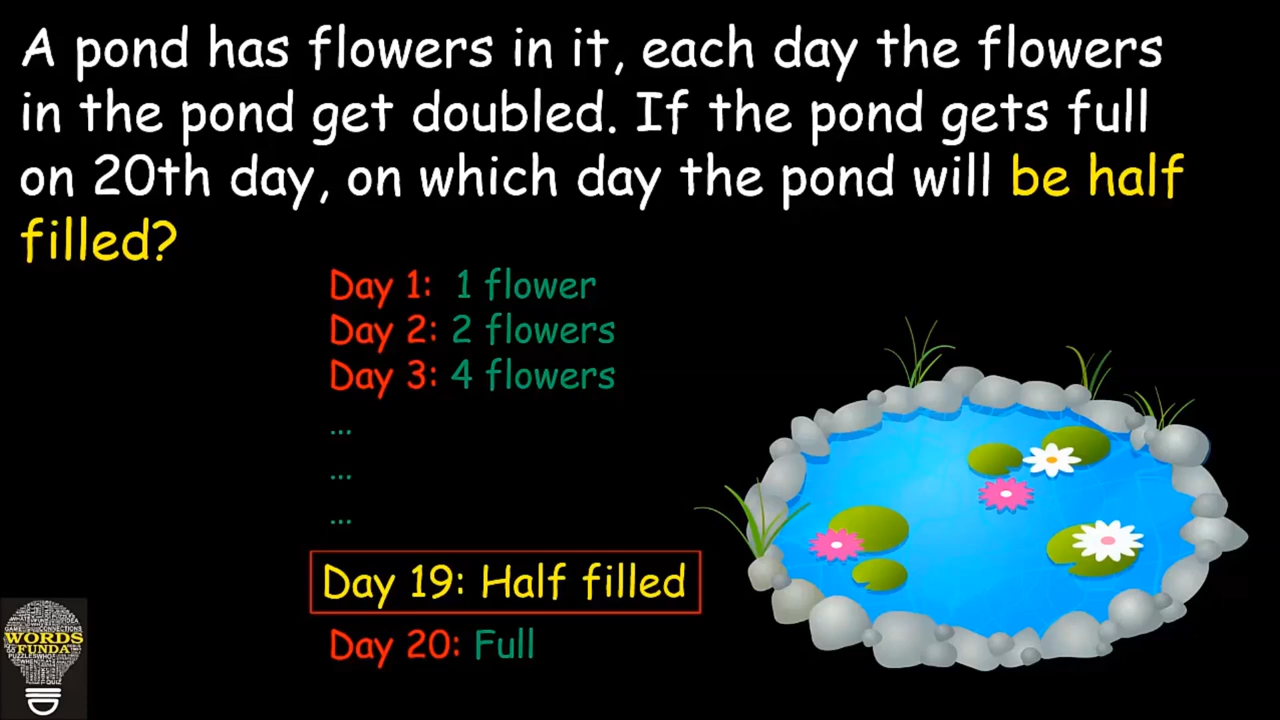 A pond has flowers in it, each day the flowers
in the pond get doubled. If the pond gets full
on 20th day, on which day the pond will be half
filled?
Day 1: 1 flower
Day 2: 2 flowers
Day 3: 4 flowers
...
...
...
Day 19: Half filled
Day 20: Full
WORDS
FUNDA